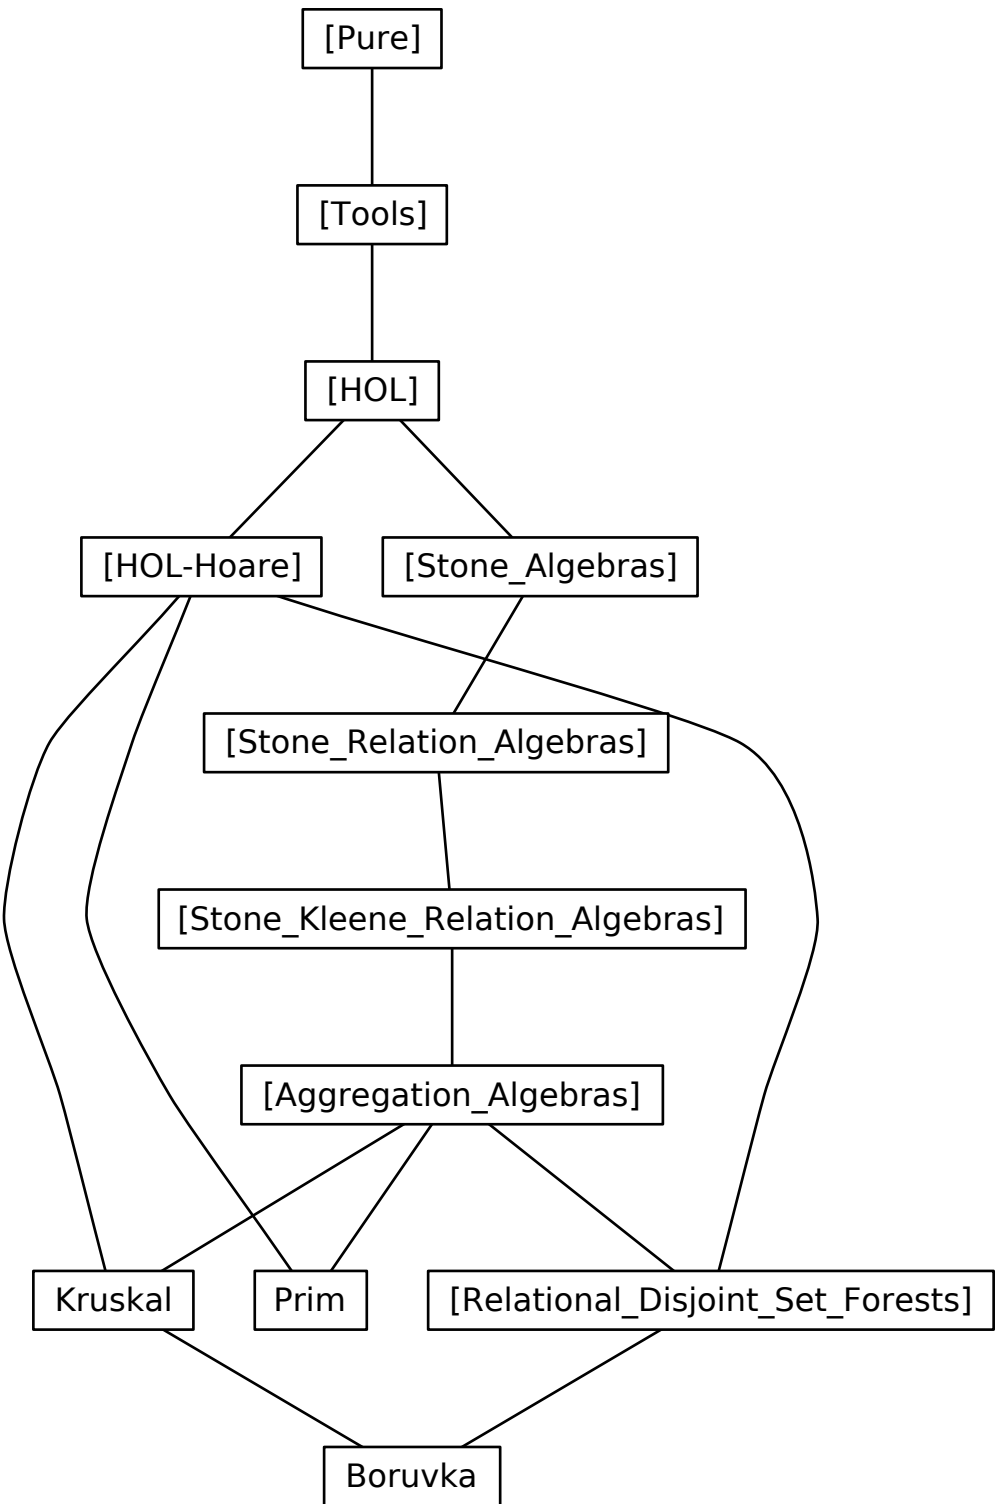 [Pure]
[Tools]
[HOL]
[HOL-Hoare]
[Stone_Algebras]
[Stone_Relation_Algebras]
[Stone_Kleene_Relation_Algebras]
[Aggregation_Algebras]
Kruskal
Prim
[Relational_Disjoint_Set_Forests]
Boruvka